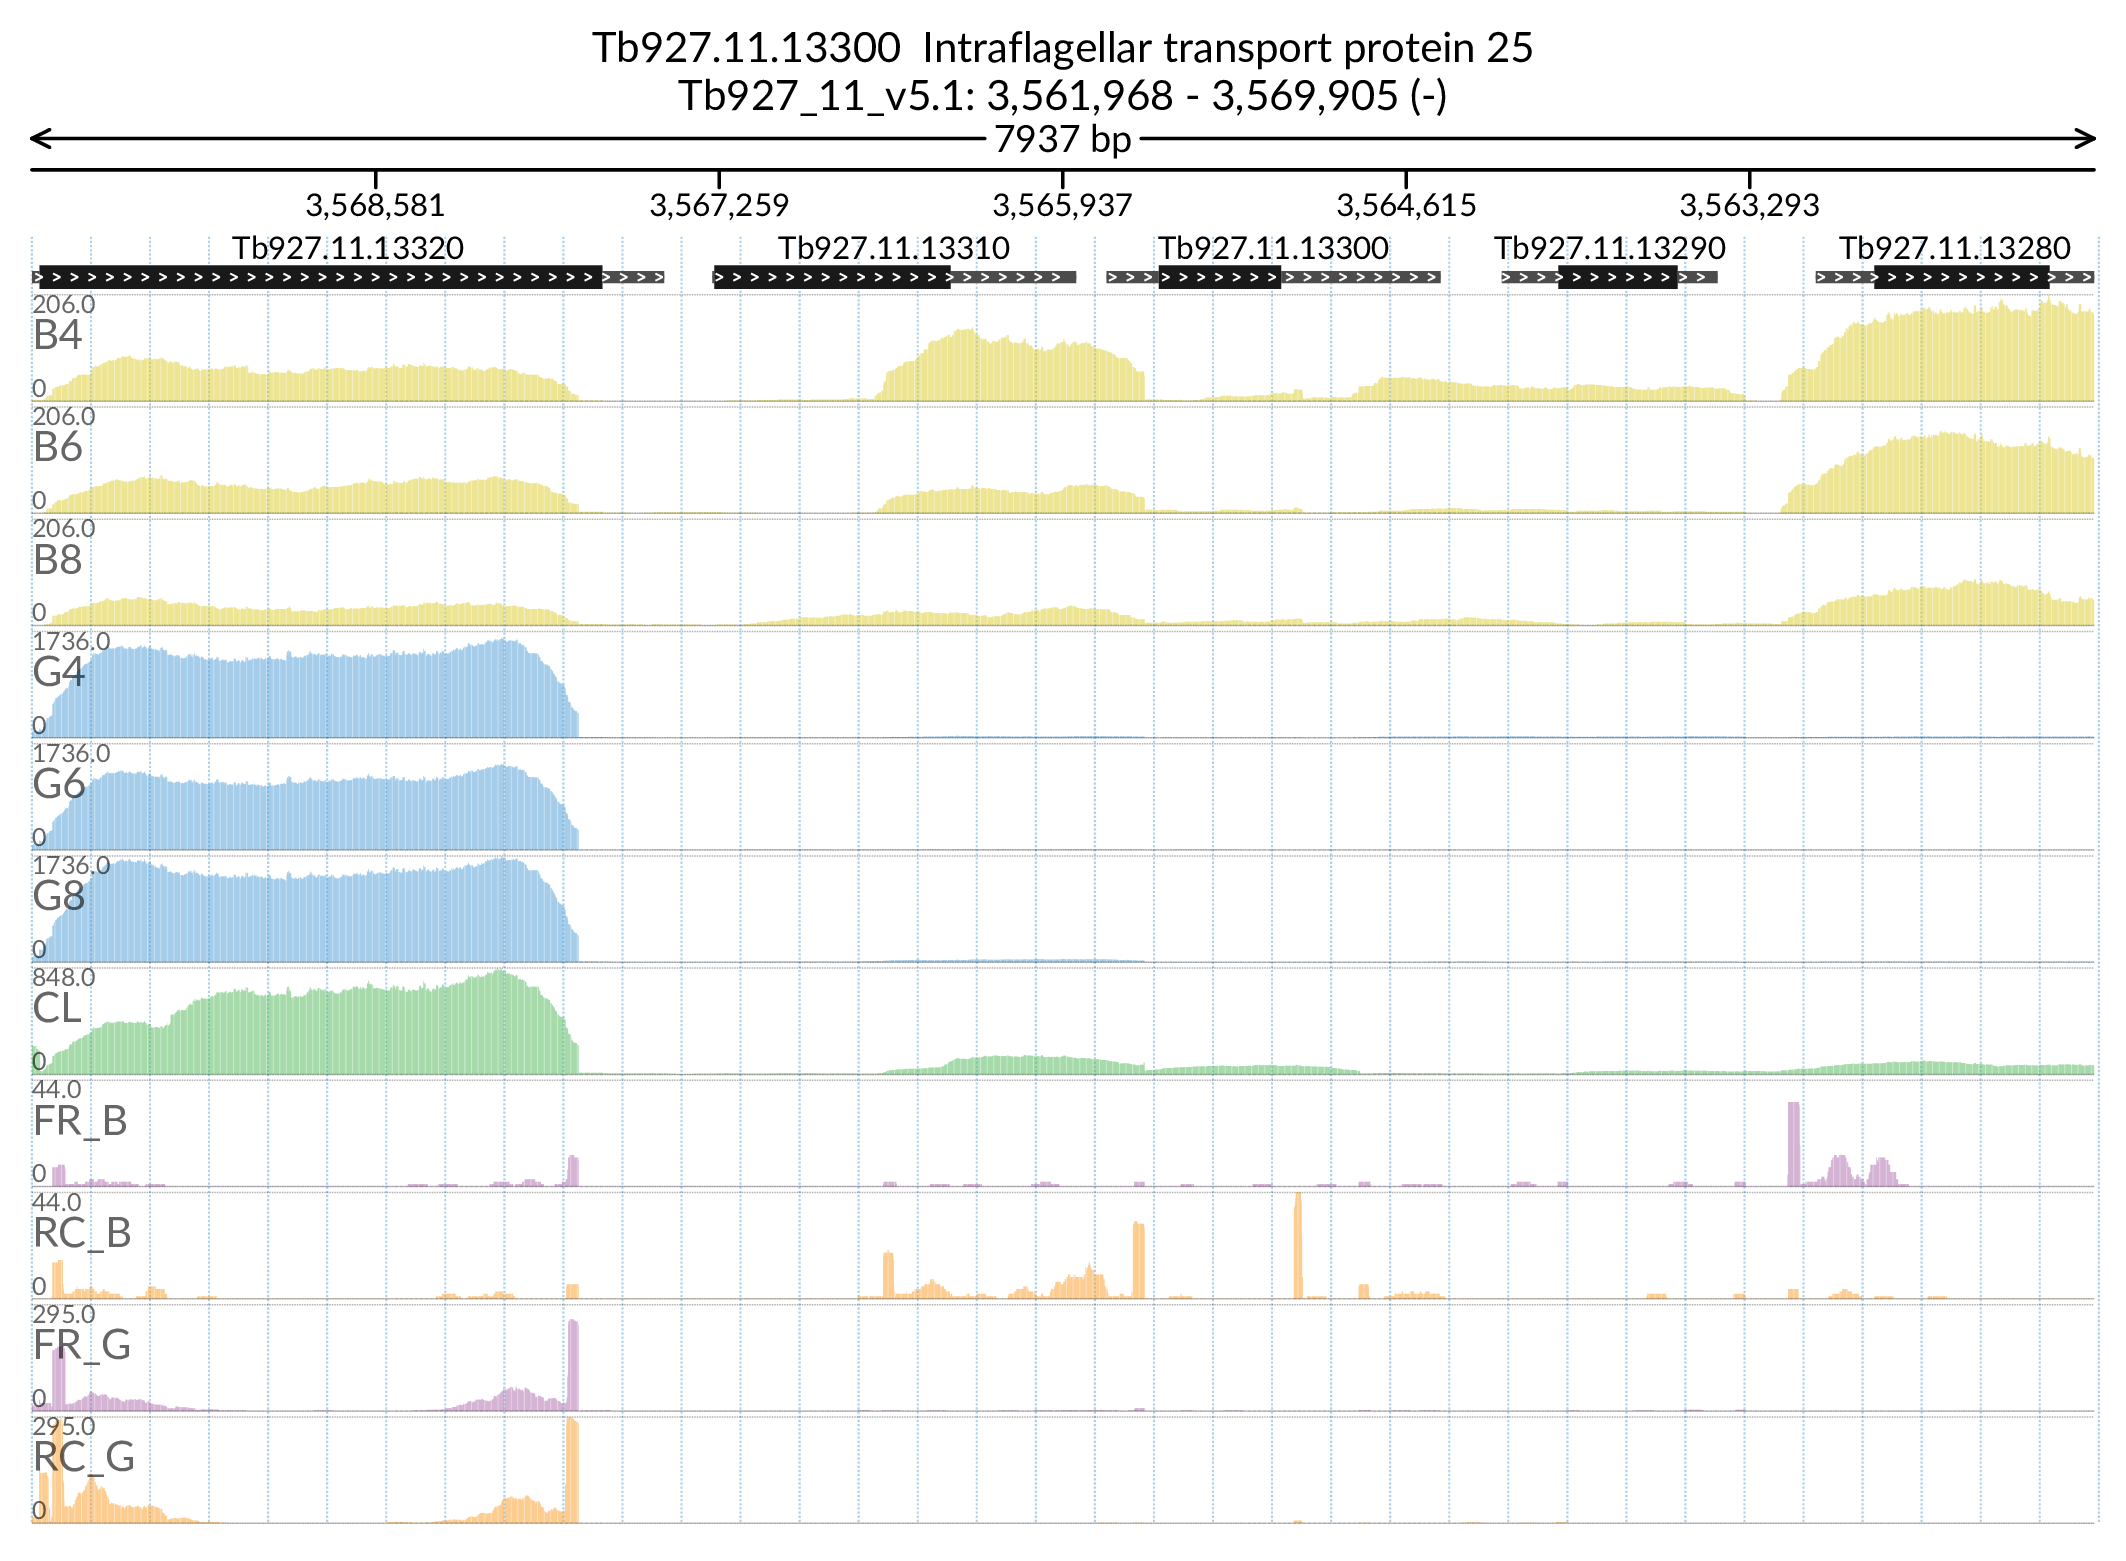 Tb927.11.13300  Intraflagellar transport protein 25
Tb927_11_v5.1: 3,561,968 - 3,569,905 (-)
7937 bp
3,568,581 3,567,259 3,565,937 3,564,615 3,563,293
Tb927.11.13320 Tb927.11.13310 Tb927.11.13300 Tb927.11.13290 Tb927.11.13280
206.0
B4
0
206.0
B6
0
206.0
B8
0
1736.0
G4
0
1736.0
G6
0
1736.0
G8
0
848.0
CL
0
44.0
FR_B
0
44.0
RC_B
0
295.0
FR_G
0
295.0
RC_G
0